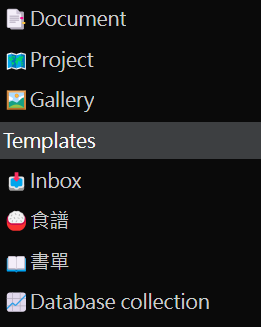 Document
Project
Gallery
Templates
Inbox
食譜
書單
Database collection